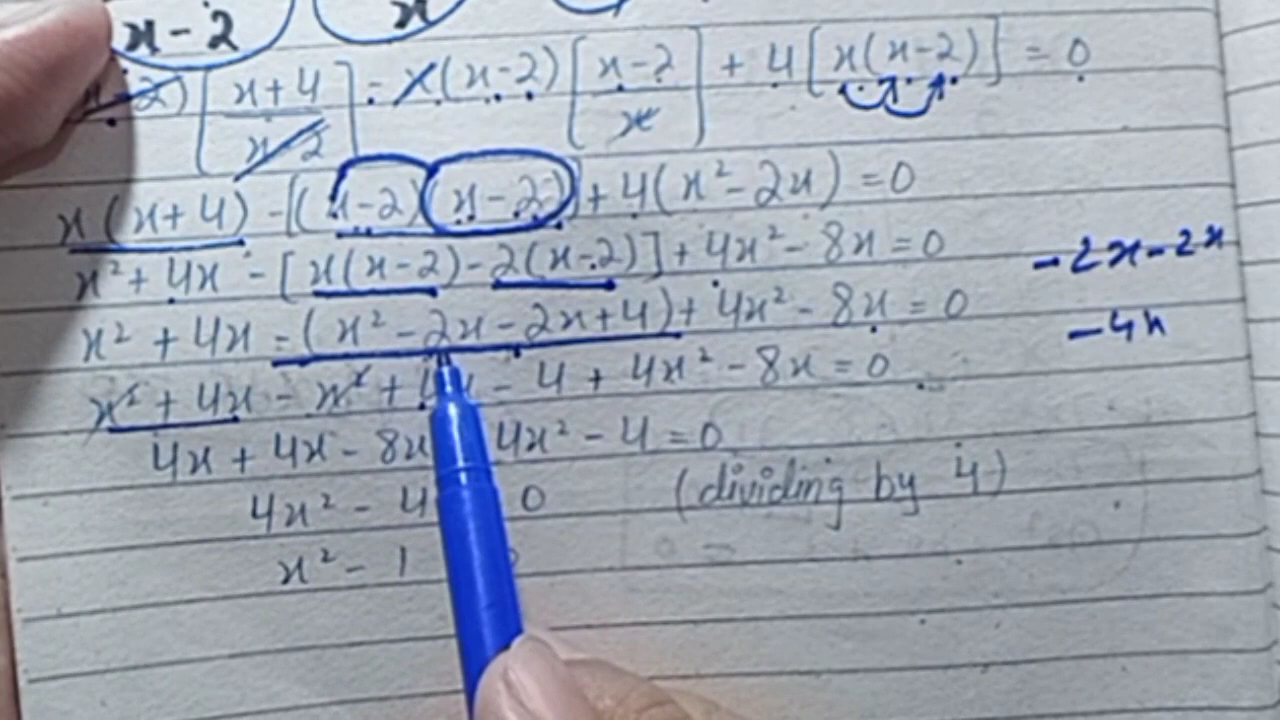 x - 2 x
x(x-2) [x+4 / x-2] - x(x-2) [x-2 / x] + 4[x(x-2)] = 0
x(x+4) - [(x-2)(x-2)] + 4(x² - 2x) = 0
x² + 4x - [x(x-2) - 2(x-2)] + 4x² - 8x = 0 -2x-2x
x² + 4x - (x² - 2x - 2x + 4) + 4x² - 8x = 0 -4x
x² + 4x - x² + 4x - 4 + 4x² - 8x = 0
4x + 4x - 8x 4x² - 4 = 0
4x² - 4 0 (dividing by 4)
x² - 1